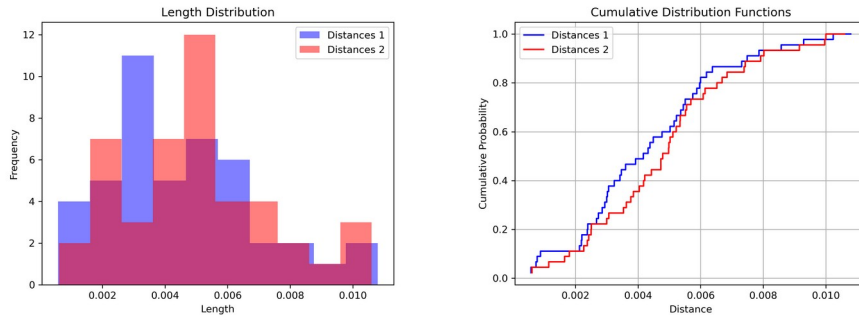 Length Distribution
Distances 1
Distances 2
12
10
8
6
4
2
0
Frequency
0.002
0.004
0.006
0.008
0.010
Length
Cumulative Distribution Functions
Distances 1
Distances 2
1.0
0.8
0.6
0.4
0.2
0.0
Cumulative Probability
0.002
0.004
0.006
0.008
0.010
Distance